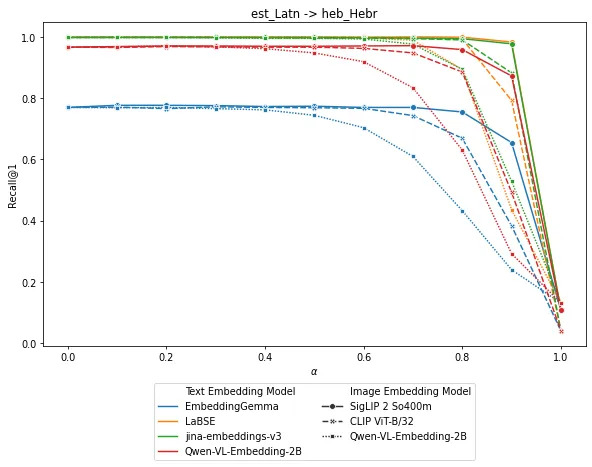 est_Latn -> heb_Hebr
Recall@1
1.0
0.8
0.6
0.4
0.2
0.0
0.0 0.2 0.4 0.6 0.8 1.0
α
Text Embedding Model Image Embedding Model
EmbeddingGemma SigLIP 2 So400m
LaBSE CLIP ViT-B/32
jina-embeddings-v3 Qwen-VL-Embedding-2B
Qwen-VL-Embedding-2B